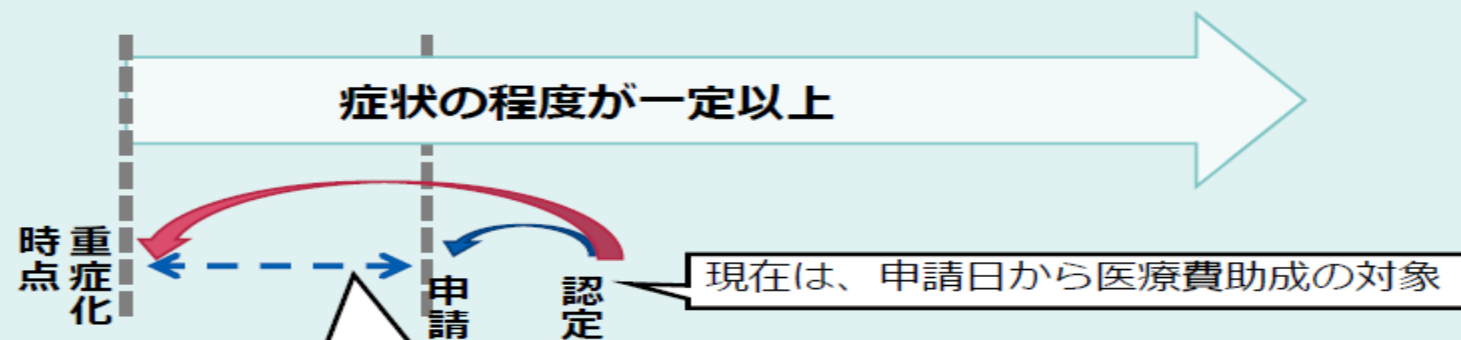 症状の程度が一定以上
重症化
時点
申請
認定
現在は、申請日から医療費助成の対象